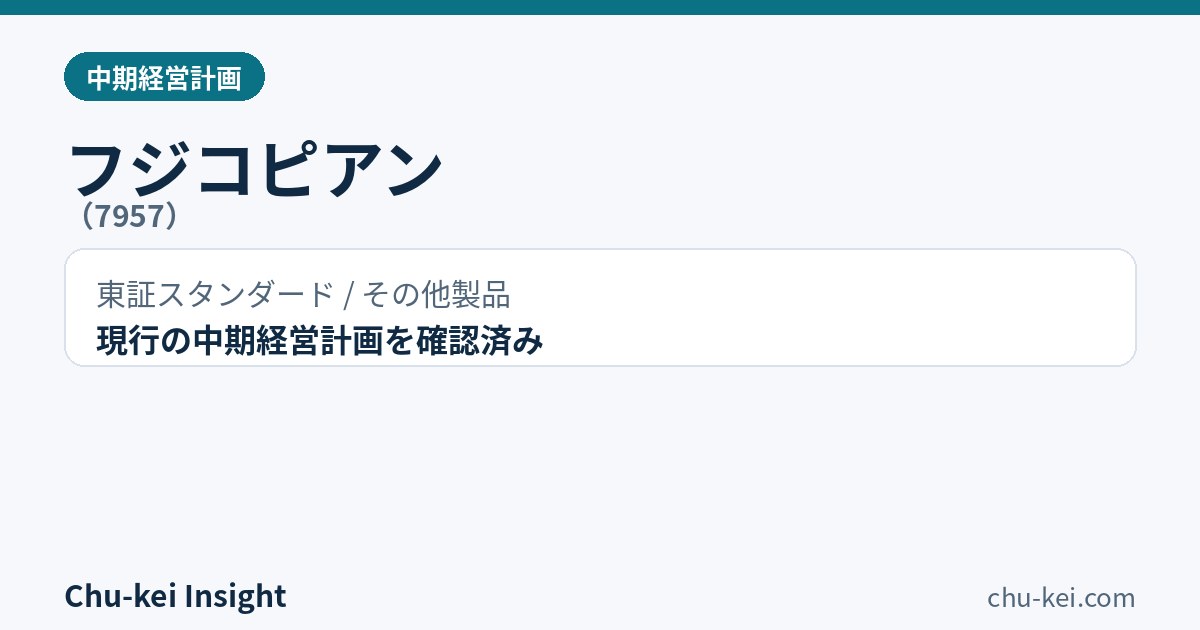 中期経営計画
フジコピアン
（7957）
東証スタンダード / その他製品
現行の中期経営計画を確認済み
Chu-kei Insight
chu-kei.com